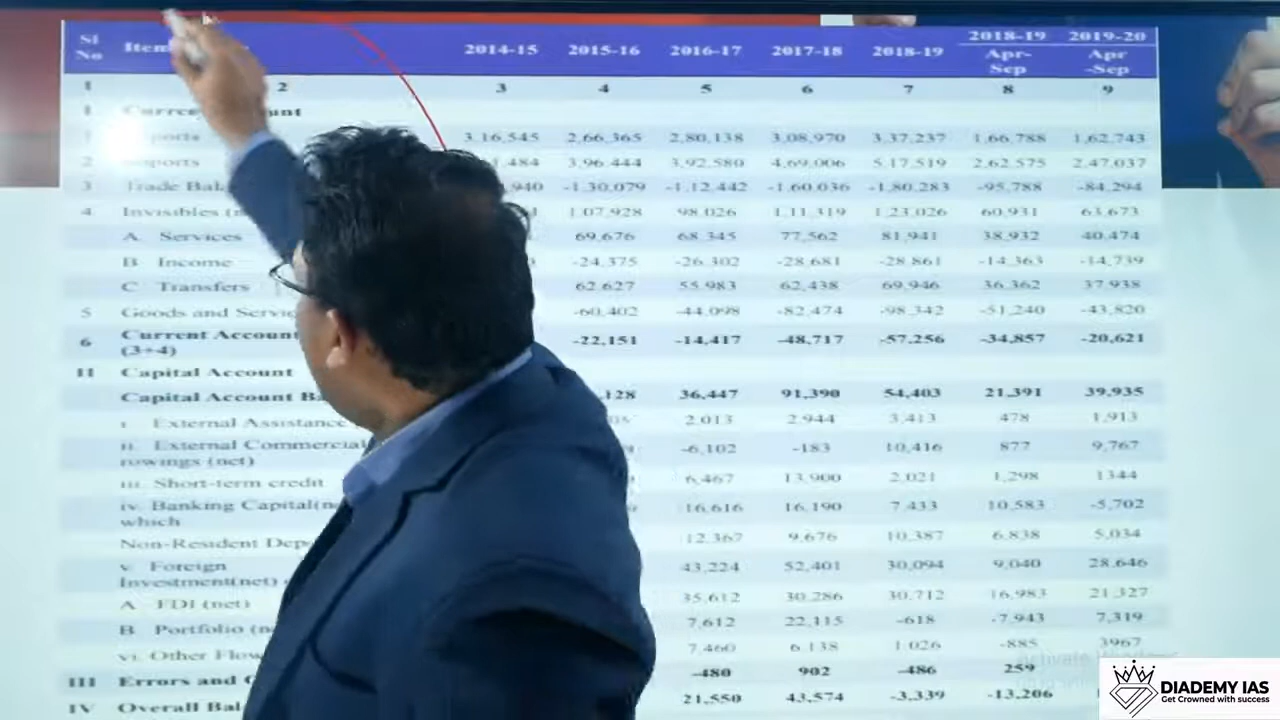 Sl No Item 2014-15 2015-16 2016-17 2017-18 2018-19 2018-19 Apr-Sep 2019-20 Apr-Sep
1 2 3 4 5 6 7 8 9
I Curre unt
1 ports 3,16,545 2,66,365 2,80,138 3,08,970 3,37,237 1,66,788 1,62,743
2 mports ,484 3,96,444 3,92,580 4,69,006 5,17,519 2,62,575 2,47,037
3 Trade Bal ,940 -1,30,079 -1,12,442 -1,60,036 -1,80,283 -95,788 -84,294
4 Invisibles 1,07,928 98,026 1,11,319 1,23,026 60,931 63,673
A. Services 69,676 68,345 77,562 81,941 38,932 40,474
B Income -24,375 -26,302 -28,681 -28,861 -14,363 -14,739
C Transfers 62,627 55,983 62,438 69,946 36,362 37,938
5 Goods and Servic -60,402 -44,098 -82,474 -98,342 -51,240 -43,820
6 Current Account (3+4) -22,151 -14,417 -48,717 -57,256 -34,857 -20,621
II Capital Account
Capital Account Ba ,128 36,447 91,390 54,403 21,391 39,935
i. External Assistance 2,013 2,944 3,413 478 1,913
ii. External Commercial rowings (net) -6,102 -183 10,416 877 9,767
iii. Short-term credit 6,467 13,900 2,021 1,298 1344
iv. Banking Capital(n which 16,616 16,190 7,433 10,583 -5,702
Non-Resident Dep 12,367 9,676 10,387 6,838 5,034
v. Foreign Investment(net) 43,224 52,401 30,094 9,040 28,646
A. FDI (net) 35,612 30,286 30,712 16,983 21,327
B. Portfolio (n 7,612 22,115 -618 -7,943 7,319
vi. Other Flow 7,460 6,138 1,026 -885 3967
III Errors and -480 902 -486 259
IV Overall Bal 21,550 43,574 -3,339 -13,206
Activate Windows
DIADEMY IAS
Get Crowned with success